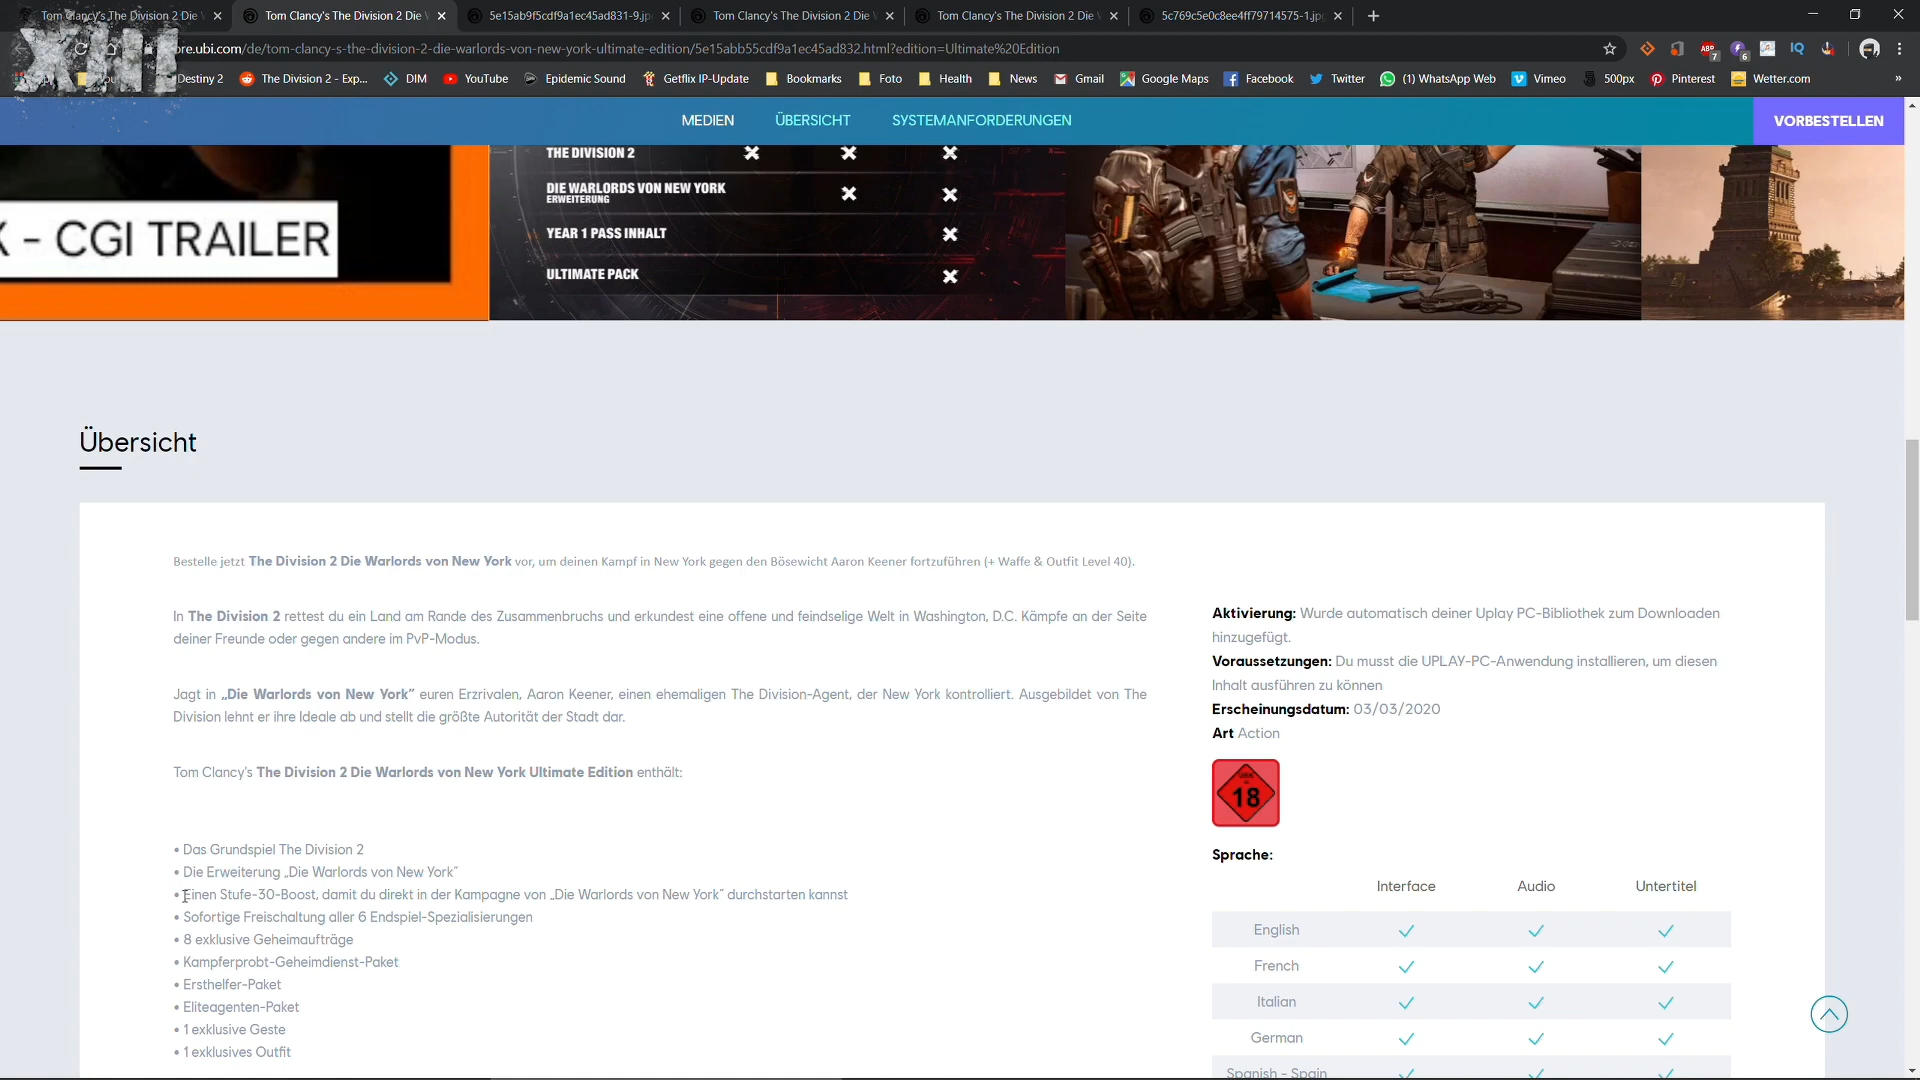 Tom Clancy's The Division 2 Die
Tom Clancy's The Division 2 Die
5e15ab9f5cdf9a1ec45ad831-9.jp
Tom Clancy's The Division 2 Die
Tom Clancy's The Division 2 Die
5c769c5e0c8ee4ff79714575-1.jp
re.ubi.com/de/tom-clancy-s-the-division-2-die-warlords-von-new-york-ultimate-edition/5e15abb55cdf9a1ec45ad832.html?edition=Ultimate%20Edition
ABP 7 6 IQ
Destiny 2 The Division 2 - Exp... DIM YouTube Epidemic Sound Getflix IP-Update Bookmarks Foto Health News Gmail Google Maps Facebook Twitter (1) WhatsApp Web Vimeo 500px Pinterest Wetter.com »
MEDIEN ÜBERSICHT SYSTEMANFORDERUNGEN VORBESTELLEN
THE DIVISION 2
DIE WARLORDS VON NEW YORK
ERWEITERUNG
YEAR 1 PASS INHALT
ULTIMATE PACK
- CGI TRAILER
Übersicht
Bestelle jetzt The Division 2 Die Warlords von New York vor, um deinen Kampf in New York gegen den Bösewicht Aaron Keener fortzuführen (+ Waffe & Outfit Level 40).
In The Division 2 rettest du ein Land am Rande des Zusammenbruchs und erkundest eine offene und feindselige Welt in Washington, D.C. Kämpfe an der Seite
deiner Freunde oder gegen andere im PvP-Modus.
Jagt in „Die Warlords von New York" euren Erzrivalen, Aaron Keener, einen ehemaligen The Division-Agent, der New York kontrolliert. Ausgebildet von The
Division lehnt er ihre Ideale ab und stellt die größte Autorität der Stadt dar.
Tom Clancy's The Division 2 Die Warlords von New York Ultimate Edition enthält:
• Das Grundspiel The Division 2
• Die Erweiterung „Die Warlords von New York"
• Einen Stufe-30-Boost, damit du direkt in der Kampagne von „Die Warlords von New York" durchstarten kannst
• Sofortige Freischaltung aller 6 Endspiel-Spezialisierungen
• 8 exklusive Geheimaufträge
• Kampferprobt-Geheimdienst-Paket
• Ersthelfer-Paket
• Eliteagenten-Paket
• 1 exklusive Geste
• 1 exklusives Outfit
Aktivierung: Wurde automatisch deiner Uplay PC-Bibliothek zum Downloaden
hinzugefügt.
Voraussetzungen: Du musst die UPLAY-PC-Anwendung installieren, um diesen
Inhalt ausführen zu können
Erscheinungsdatum: 03/03/2020
Art Action
18
Sprache:
Interface Audio Untertitel
English
French
Italian
German
Spanish - Spain